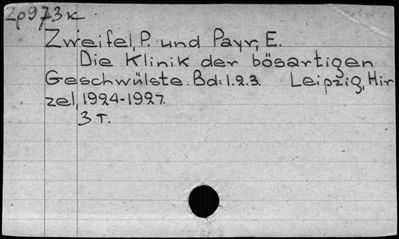 2p973k
Zweifel, P. und Payr, E.
Die Klinik der bösartigen
Geschwülste. Bd: 1.2.3. Leipzig, Hir
zel, 1924-1927.
3 T.